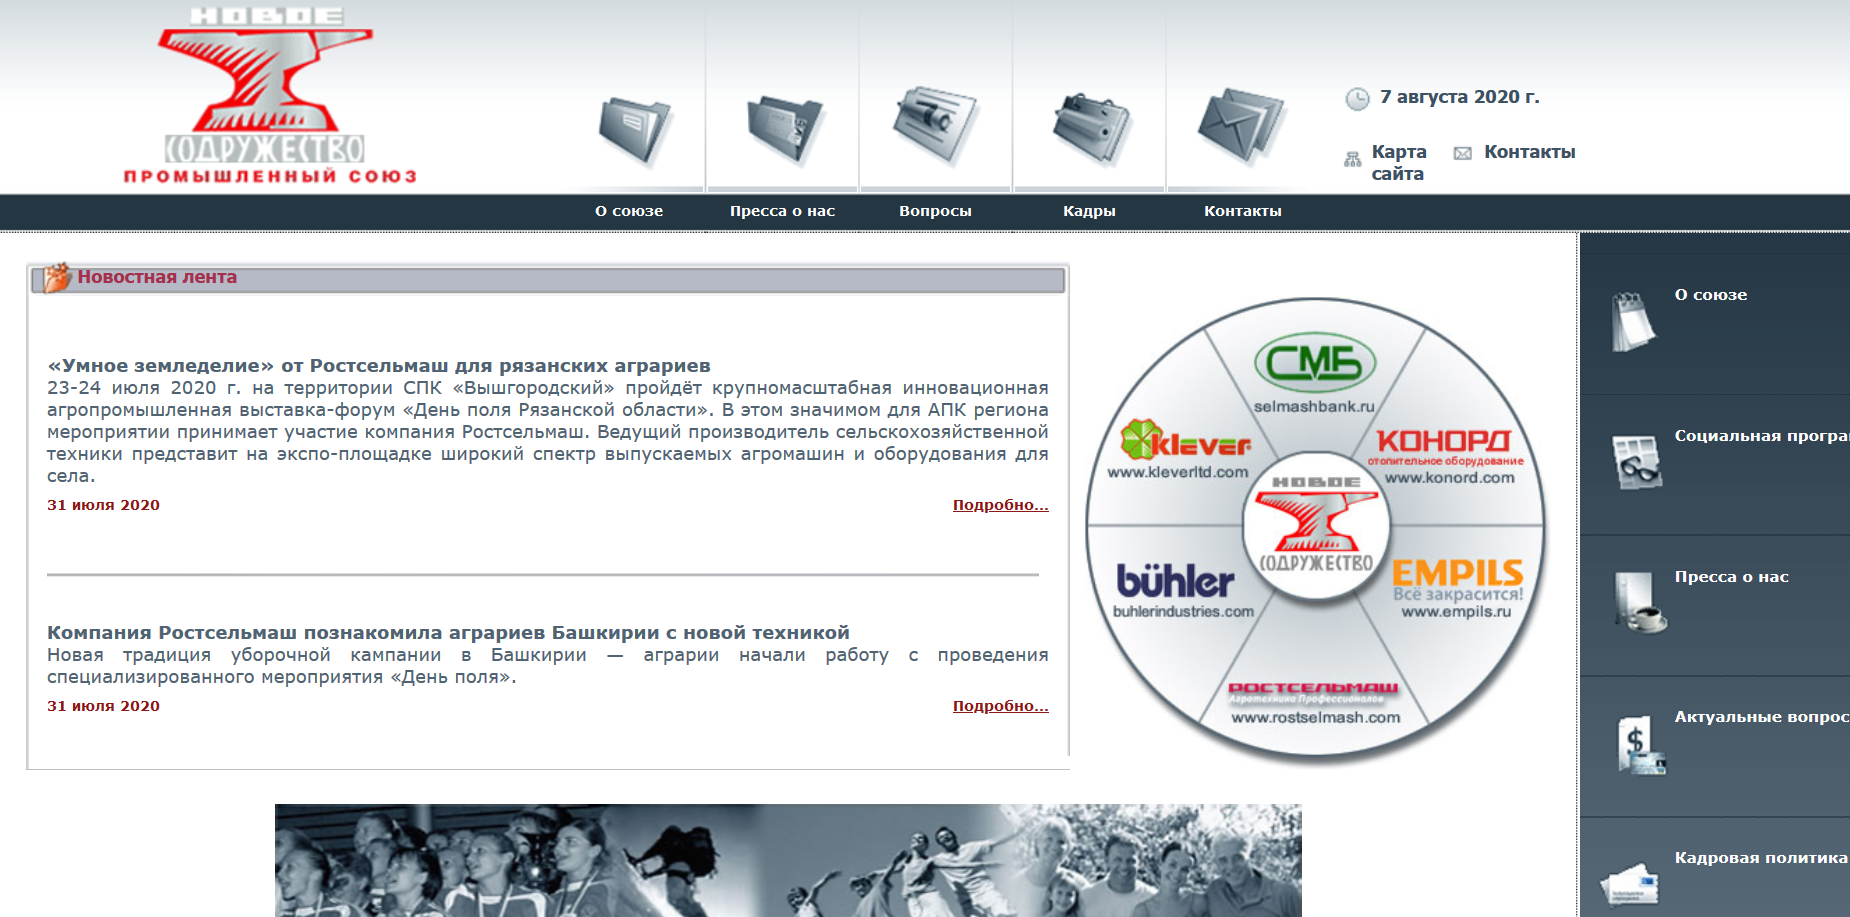 НОВОЕ
СОДРУЖЕСТВО
ПРОМЫШЛЕННЫЙ СОЮЗ
7 августа 2020 г.
Карта
сайта
Контакты
О союзе
Пресса о нас
Вопросы
Кадры
Контакты
Новостная лента
«Умное земледелие» от Ростсельмаш для рязанских аграриев
23-24 июля 2020 г. на территории СПК «Вышгородский» пройдёт крупномасштабная инновационная
агропромышленная выставка-форум «День поля Рязанской области». В этом значимом для АПК региона
мероприятии принимает участие компания Ростсельмаш. Ведущий производитель сельскохозяйственной
техники представит на экспо-площадке широкий спектр выпускаемых агромашин и оборудования для
села.
31 июля 2020
Подробно...
Компания Ростсельмаш познакомила аграриев Башкирии с новой техникой
Новая традиция уборочной кампании в Башкирии — аграрии начали работу с проведения
специализированного мероприятия «День поля».
31 июля 2020
Подробно...
СМБ
selmashbank.ru
klever
www.kleverltd.com
КОНОРД
отопительное оборудование
www.konord.com
НОВОЕ
СОДРУЖЕСТВО
bühler
buhlerindustries.com
EMPILS
Всё закрасится!
www.empils.ru
РОСТСЕЛЬМАШ
Агротехника Профессионалов
www.rostselmash.com
О союзе
Социальная програ
Пресса о нас
Актуальные вопрос
$
Кадровая политика